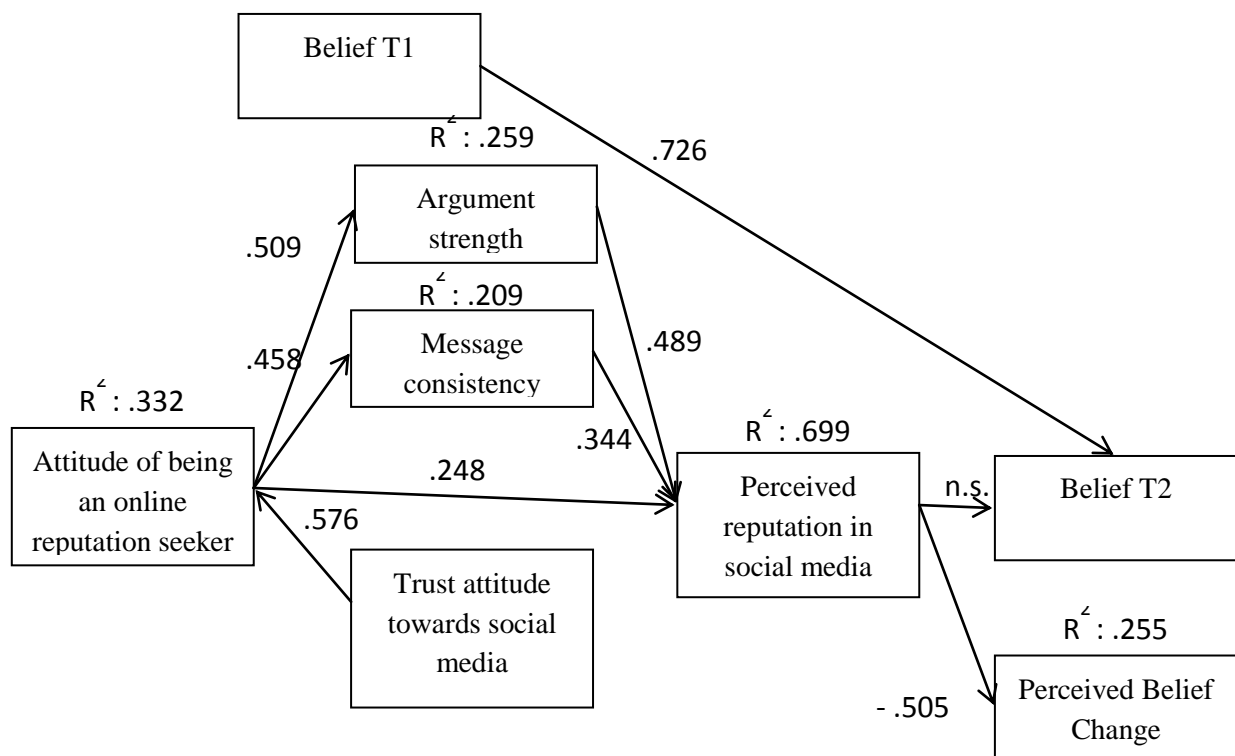 Belief T1
R²: .259
.726
Argument
strength
.509
R²: .209
Message
consistency
.458
.489
R²: .332
.344
R²: .699
Attitude of being
an online
reputation seeker
.248
Perceived
reputation in
social media
n.s.
Belief T2
.576
Trust attitude
towards social
media
R²: .255
- .505
Perceived Belief
Change